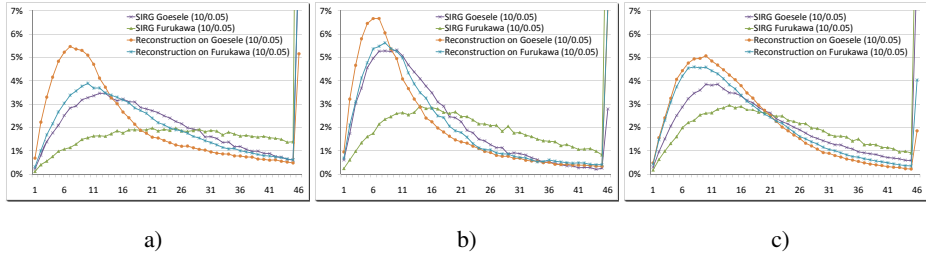 7%
6%
5%
4%
3%
2%
1%
0%
SIRG Goesele (10/0.05)
SIRG Furukawa (10/0.05)
Reconstruction on Goesele (10/0.05)
Reconstruction on Furukawa (10/0.05)
1 6 11 16 21 26 31 36 41 46
a)
7%
6%
5%
4%
3%
2%
1%
0%
SIRG Goesele (10/0.05)
SIRG Furukawa (10/0.05)
Reconstruction on Goesele (10/0.05)
Reconstruction on Furukawa (10/0.05)
1 6 11 16 21 26 31 36 41 46
b)
7%
6%
5%
4%
3%
2%
1%
0%
SIRG Goesele (10/0.05)
SIRG Furukawa (10/0.05)
Reconstruction on Goesele (10/0.05)
Reconstruction on Furukawa (10/0.05)
1 6 11 16 21 26 31 36 41 46
c)